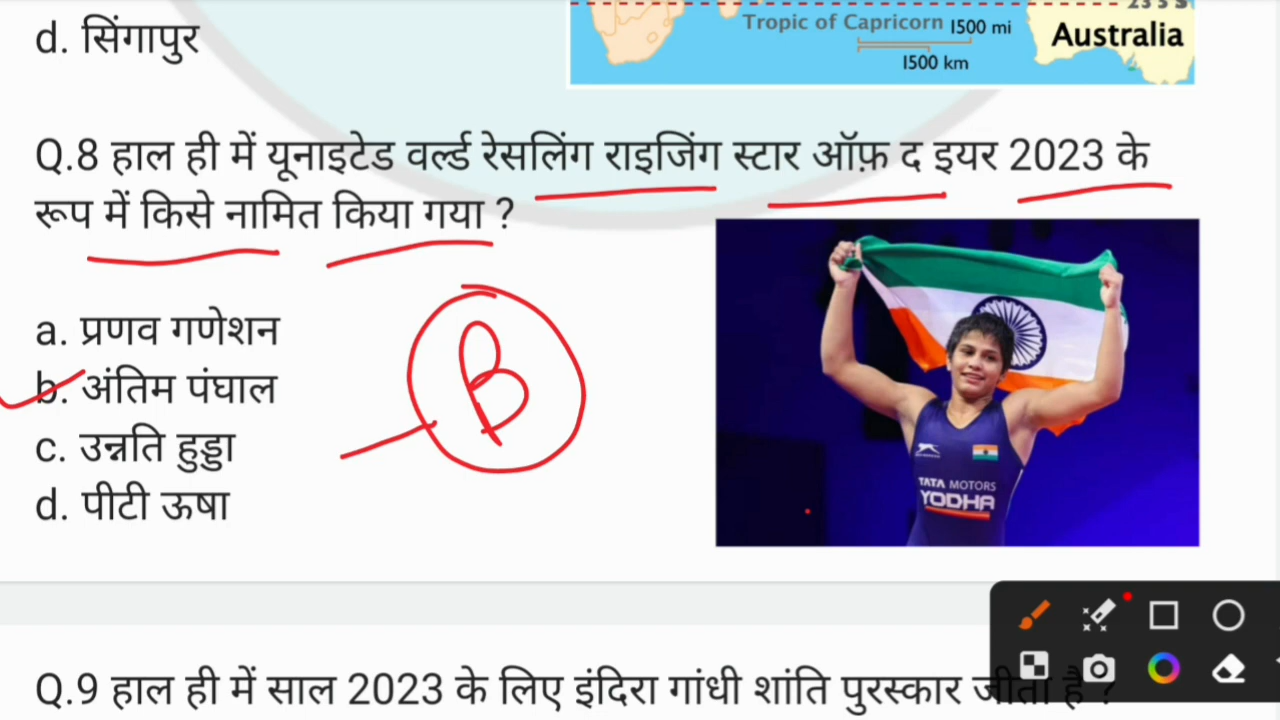 d. सिंगापुर
Tropic of Capricorn
1500 mi
1500 km
Australia
Q.8 हाल ही में यूनाइटेड वर्ल्ड रेसलिंग राइजिंग स्टार ऑफ़ द इयर 2023 के
रूप में किसे नामित किया गया ?
a. प्रणव गणेशन
b. अंतिम पंघाल
c. उन्नति हुड्डा
d. पीटी ऊषा
B
TATA MOTORS
YODHA
Q.9 हाल ही में साल 2023 के लिए इंदिरा गांधी शांति पुरस्कार जीता है ?